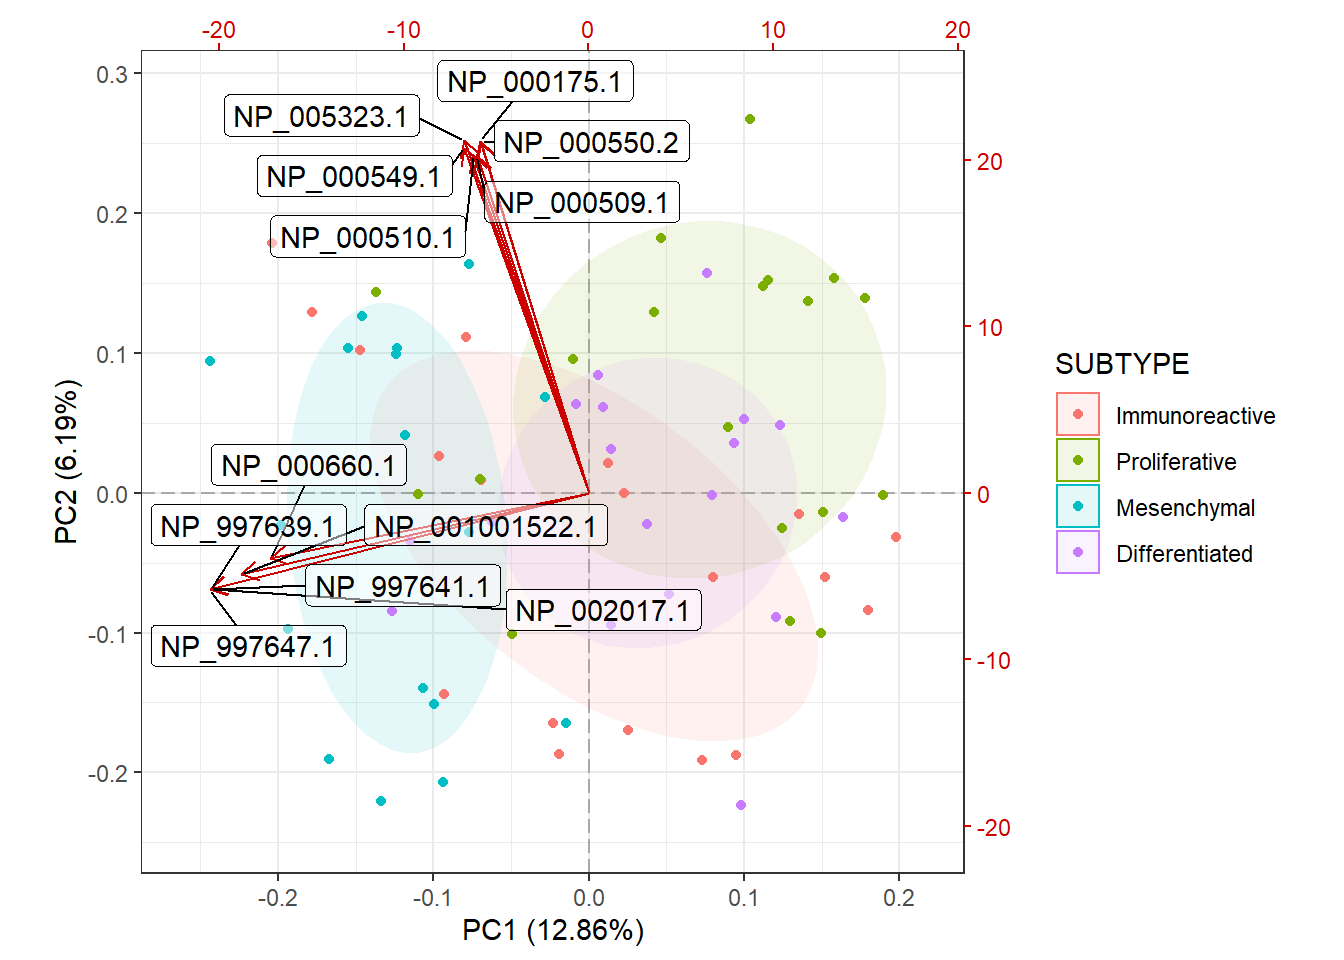 -20 -10 0 10 20
0.3
0.2
0.1
0.0
-0.1
-0.2
PC2 (6.19%)
NP_000175.1
NP_005323.1
NP_000550.2
NP_000549.1
NP_000509.1
NP_000510.1
NP_000660.1
NP_997639.1
NP_001001522.1
NP_997641.1
NP_002017.1
NP_997647.1
20
10
0
-10
-20
-0.2 -0.1 0.0 0.1 0.2
PC1 (12.86%)
SUBTYPE
Immunoreactive
Proliferative
Mesenchymal
Differentiated